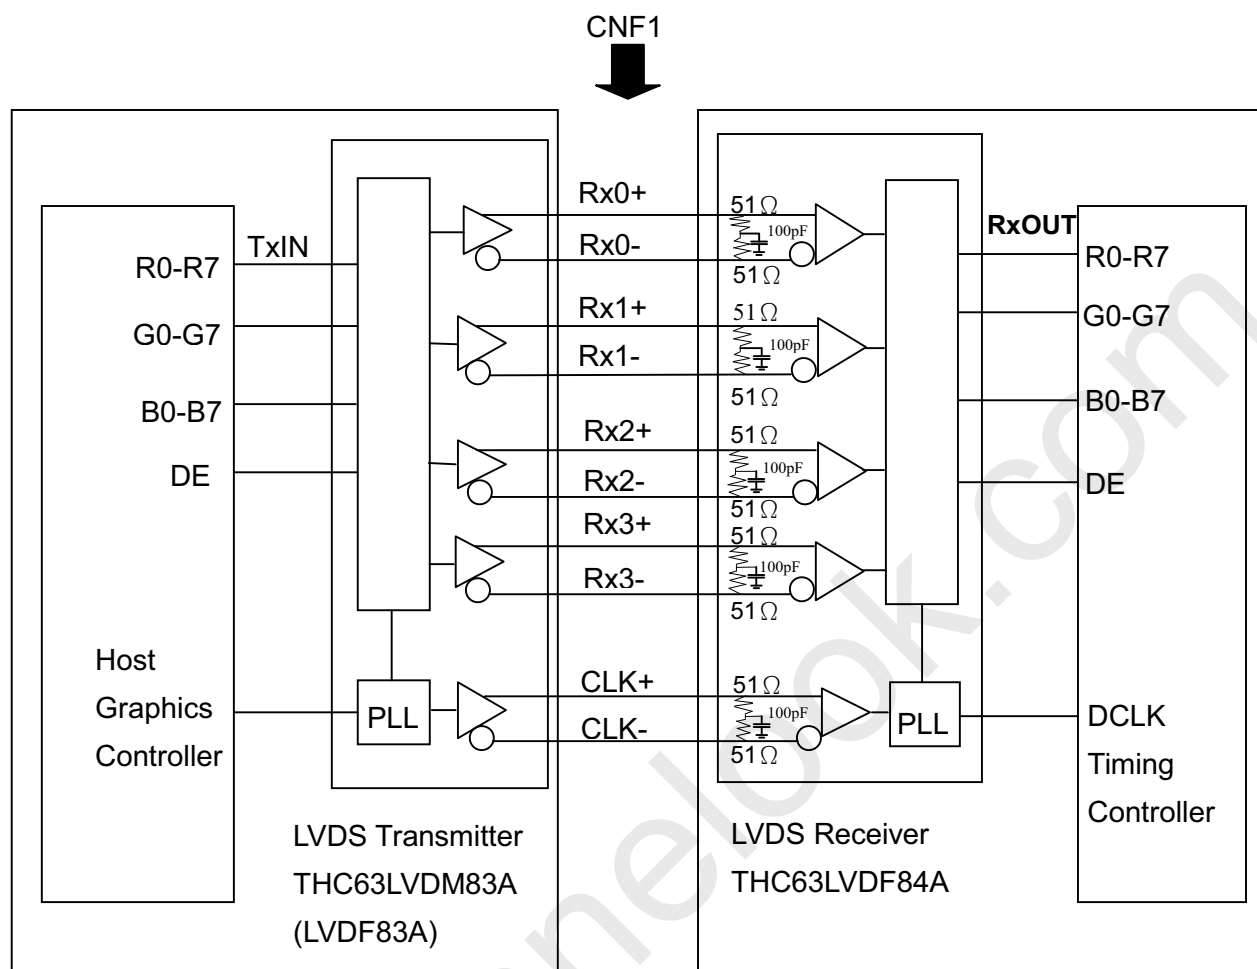 CNF1
Host
Graphics
Controller
R0-R7
G0-G7
B0-B7
DE
TxIN
PLL
LVDS Transmitter
THC63LVDM83A
(LVDF83A)
Rx0+
Rx0-
Rx1+
Rx1-
Rx2+
Rx2-
Rx3+
Rx3-
CLK+
CLK-
51Ω
100pF
51Ω
51Ω
100pF
51Ω
51Ω
100pF
51Ω
51Ω
100pF
51Ω
51Ω
100pF
51Ω
PLL
LVDS Receiver
THC63LVDF84A
RxOUT
R0-R7
G0-G7
B0-B7
DE
DCLK
Timing
Controller
nelook.com